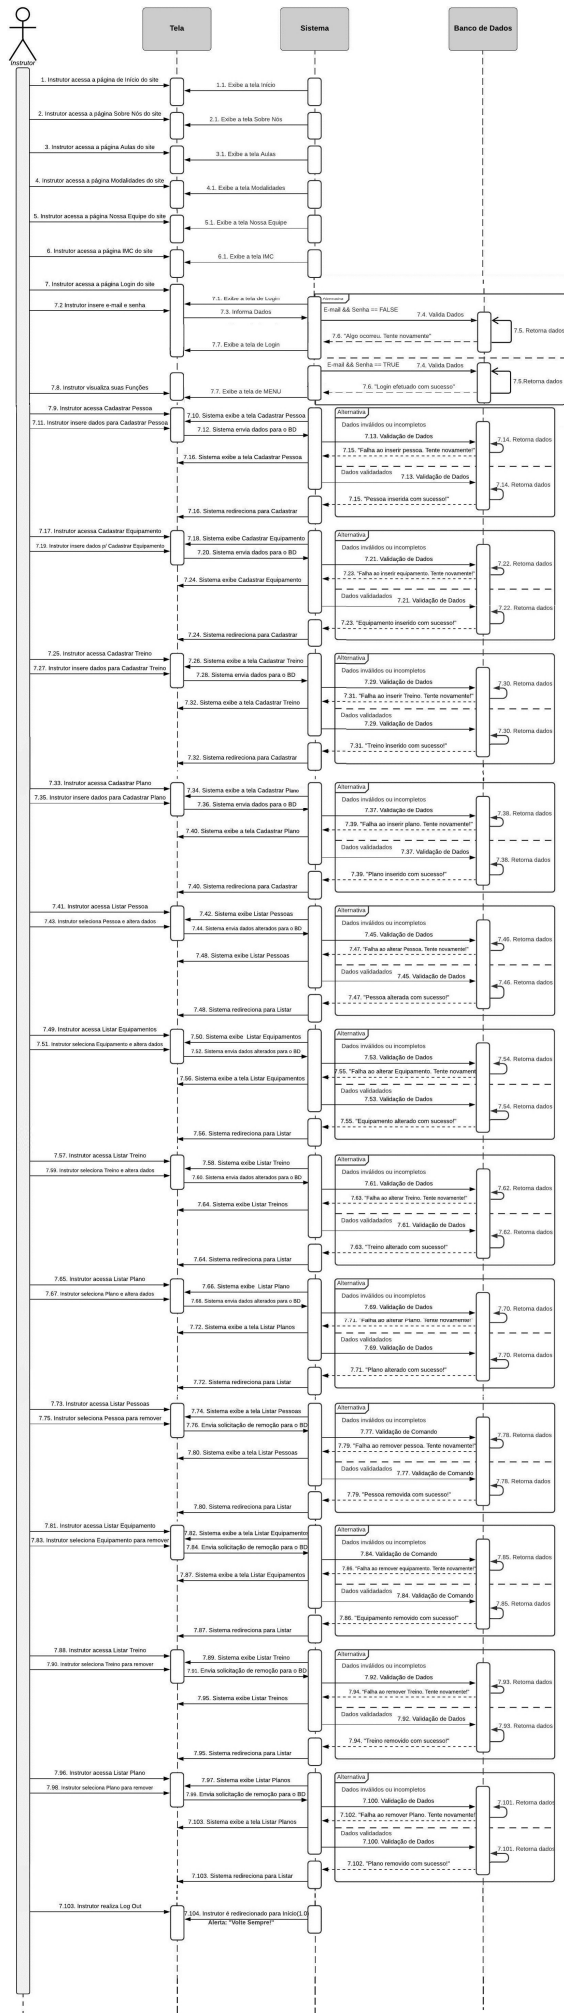 Tela
Sistema
Banco de Dados
Instrutor
1. Instrutor acessa a página de Início do site
1.1. Exibe a tela Início
2. Instrutor acessa a página Sobre Nós do site
2.1. Exibe a tela Sobre Nós
3. Instrutor acessa a página Aulas do site
3.1. Exibe a tela Aulas
4. Instrutor acessa a página Modalidades do site
4.1. Exibe a tela Modalidades
5. Instrutor acessa a página Nossa Equipe do site
5.1. Exibe a tela Nossa Equipe
6. Instrutor acessa a página IMC do site
6.1. Exibe a tela IMC
7. Instrutor acessa a página Login do site
7.1. Exibe a tela de Login
Alternativa
7.2 Instrutor insere e-mail e senha
7.3. Informa Dados
E-mail && Senha == FALSE
7.4. Valida Dados
7.5. Retorna dados
7.6. "Algo ocorreu. Tente novamente"
7.7. Exibe a tela de Login
E-mail && Senha == TRUE
7.4. Valida Dados
7.5.Retorna dados
7.6. "Login efetuado com sucesso"
7.8. Instrutor visualiza suas Funções
7.7. Exibe a tela de MENU
7.9. Instrutor acessa Cadastrar Pessoa
7.10. Sistema exibe a tela Cadastrar Pessoa
7.11. Instrutor insere dados para Cadastrar Pessoa
7.12. Sistema envia dados para o BD
Alternativa
Dados inválidos ou incompletos
7.13. Validação de Dados
7.14. Retorna dados
7.15. "Falha ao inserir pessoa. Tente novamente!"
7.16. Sistema exibe a tela Cadastrar Pessoa
Dados validadados
7.13. Validação de Dados
7.14. Retorna dados
7.15. "Pessoa inserida com sucesso!"
7.16. Sistema redireciona para Cadastrar
7.17. Instrutor acessa Cadastrar Equipamento
7.18. Sistema exibe Cadastrar Equipamento
7.19. Instrutor insere dados p/ Cadastrar Equipamento
7.20. Sistema envia dados para o BD
Alternativa
Dados inválidos ou incompletos
7.21. Validação de Dados
7.22. Retorna dados
7.23. "Falha ao inserir equipamento. Tente novamente!"
7.24. Sistema exibe Cadastrar Equipamento
Dados validadados
7.21. Validação de Dados
7.22. Retorna dados
7.23. "Equipamento inserido com sucesso!"
7.24. Sistema redireciona para Cadastrar
7.25. Instrutor acessa Cadastrar Treino
7.26. Sistema exibe a tela Cadastrar Treino
7.27. Instrutor insere dados para Cadastrar Treino
7.28. Sistema envia dados para o BD
Alternativa
Dados inválidos ou incompletos
7.29. Validação de Dados
7.30. Retorna dados
7.31. "Falha ao inserir Treino. Tente novamente!"
7.32. Sistema exibe a tela Cadastrar Treino
Dados validadados
7.29. Validação de Dados
7.30. Retorna dados
7.31. "Treino inserido com sucesso!"
7.32. Sistema redireciona para Cadastrar
7.33. Instrutor acessa Cadastrar Plano
7.34. Sistema exibe a tela Cadastrar Plano
7.35. Instrutor insere dados para Cadastrar Plano
7.36. Sistema envia dados para o BD
Alternativa
Dados inválidos ou incompletos
7.37. Validação de Dados
7.38. Retorna dados
7.39. "Falha ao inserir plano. Tente novamente!"
7.40. Sistema exibe a tela Cadastrar Plano
Dados validadados
7.37. Validação de Dados
7.38. Retorna dados
7.39. "Plano inserido com sucesso!"
7.40. Sistema redireciona para Cadastrar
7.41. Instrutor acessa Listar Pessoa
7.42. Sistema exibe Listar Pessoas
7.43. Instrutor seleciona Pessoa e altera dados
7.44. Sistema envia dados alterados para o BD
Alternativa
Dados inválidos ou incompletos
7.45. Validação de Dados
7.46. Retorna dados
7.47. "Falha ao alterar Pessoa. Tente novamente!"
7.48. Sistema exibe Listar Pessoas
Dados validadados
7.45. Validação de Dados
7.46. Retorna dados
7.47. "Pessoa alterada com sucesso!"
7.48. Sistema redireciona para Listar
7.49. Instrutor acessa Listar Equipamentos
7.50. Sistema exibe Listar Equipamentos
7.51. Instrutor seleciona Equipamento e altera dados
7.52. Sistema envia dados alterados para o BD
Alternativa
Dados inválidos ou incompletos
7.53. Validação de Dados
7.54. Retorna dados
7.55. "Falha ao alterar Equipamento. Tente novament
7.56. Sistema exibe a tela Listar Equipamentos
Dados validadados
7.53. Validação de Dados
7.54. Retorna dados
7.55. "Equipamento alterado com sucesso!"
7.56. Sistema redireciona para Listar
7.57. Instrutor acessa Listar Treino
7.58. Sistema exibe Listar Treino
7.59. Instrutor seleciona Treino e altera dados
7.60. Sistema envia dados alterados para o BD
Alternativa
Dados inválidos ou incompletos
7.61. Validação de Dados
7.62. Retorna dados
7.63. "Falha ao alterar Treino. Tente novamente!"
7.64. Sistema exibe Listar Treinos
Dados validadados
7.61. Validação de Dados
7.62. Retorna dados
7.63. "Treino alterado com sucesso!"
7.64. Sistema redireciona para Listar
7.65. Instrutor acessa Listar Plano
7.66. Sistema exibe Listar Plano
7.67. Instrutor seleciona Plano e altera dados
7.68. Sistema envia dados alterados para o BD
Alternativa
Dados inválidos ou incompletos
7.69. Validação de Dados
7.70. Retorna dados
7.71. "Falha ao alterar Plano. Tente novamente!"
7.72. Sistema exibe a tela Listar Planos
Dados validadados
7.69. Validação de Dados
7.70. Retorna dados
7.71. "Plano alterado com sucesso!"
7.72. Sistema redireciona para Listar
7.73. Instrutor acessa Listar Pessoas
7.74. Sistema exibe a tela Listar Pessoas
7.75. Instrutor seleciona Pessoa para remover
7.76. Envia solicitação de remoção para o BD
Alternativa
Dados inválidos ou incompletos
7.77. Validação de Comando
7.78. Retorna dados
7.79. "Falha ao remover pessoa. Tente novamente!"
7.80. Sistema exibe a tela Listar Pessoas
Dados validadados
7.77. Validação de Comando
7.78. Retorna dados
7.79. "Pessoa removida com sucesso!"
7.80. Sistema redireciona para Listar
7.81. Instrutor acessa Listar Equipamento
7.82. Sistema exibe a tela Listar Equipamentos
7.83. Instrutor seleciona Equipamento para remover
7.84. Envia solicitação de remoção para o BD
Alternativa
Dados inválidos ou incompletos
7.84. Validação de Comando
7.85. Retorna dados
7.86. "Falha ao remover equipamento. Tente novamente!"
7.87. Sistema exibe a tela Listar Equipamentos
Dados validadados
7.84. Validação de Comando
7.85. Retorna dados
7.86. "Equipamento removido com sucesso!"
7.87. Sistema redireciona para Listar
7.88. Instrutor acessa Listar Treino
7.89. Sistema exibe Listar Treino
7.90. Instrutor seleciona Treino para remover
7.91. Envia solicitação de remoção para o BD
Alternativa
Dados inválidos ou incompletos
7.92. Validação de Dados
7.93. Retorna dados
7.94. "Falha ao remover Treino. Tente novamente!"
7.95. Sistema exibe Listar Treinos
Dados validadados
7.92. Validação de Dados
7.93. Retorna dados
7.94. "Treino removido com sucesso!"
7.95. Sistema redireciona para Listar
7.96. Instrutor acessa Listar Plano
7.97. Sistema exibe Listar Planos
7.98. Instrutor seleciona Plano para remover
7.99. Envia solicitação de remoção para o BD
Alternativa
Dados inválidos ou incompletos
7.100. Validação de Dados
7.101. Retorna dados
7.102. "Falha ao remover Plano. Tente novamente!"
7.103. Sistema exibe a tela Listar Planos
Dados validadados
7.100. Validação de Dados
7.101. Retorna dados
7.102. "Plano removido com sucesso!"
7.103. Sistema redireciona para Listar
7.103. Instrutor realiza Log Out
7.104. Instrutor é redirecionado para Início(1.0)
Alerta: "Volte Sempre!"